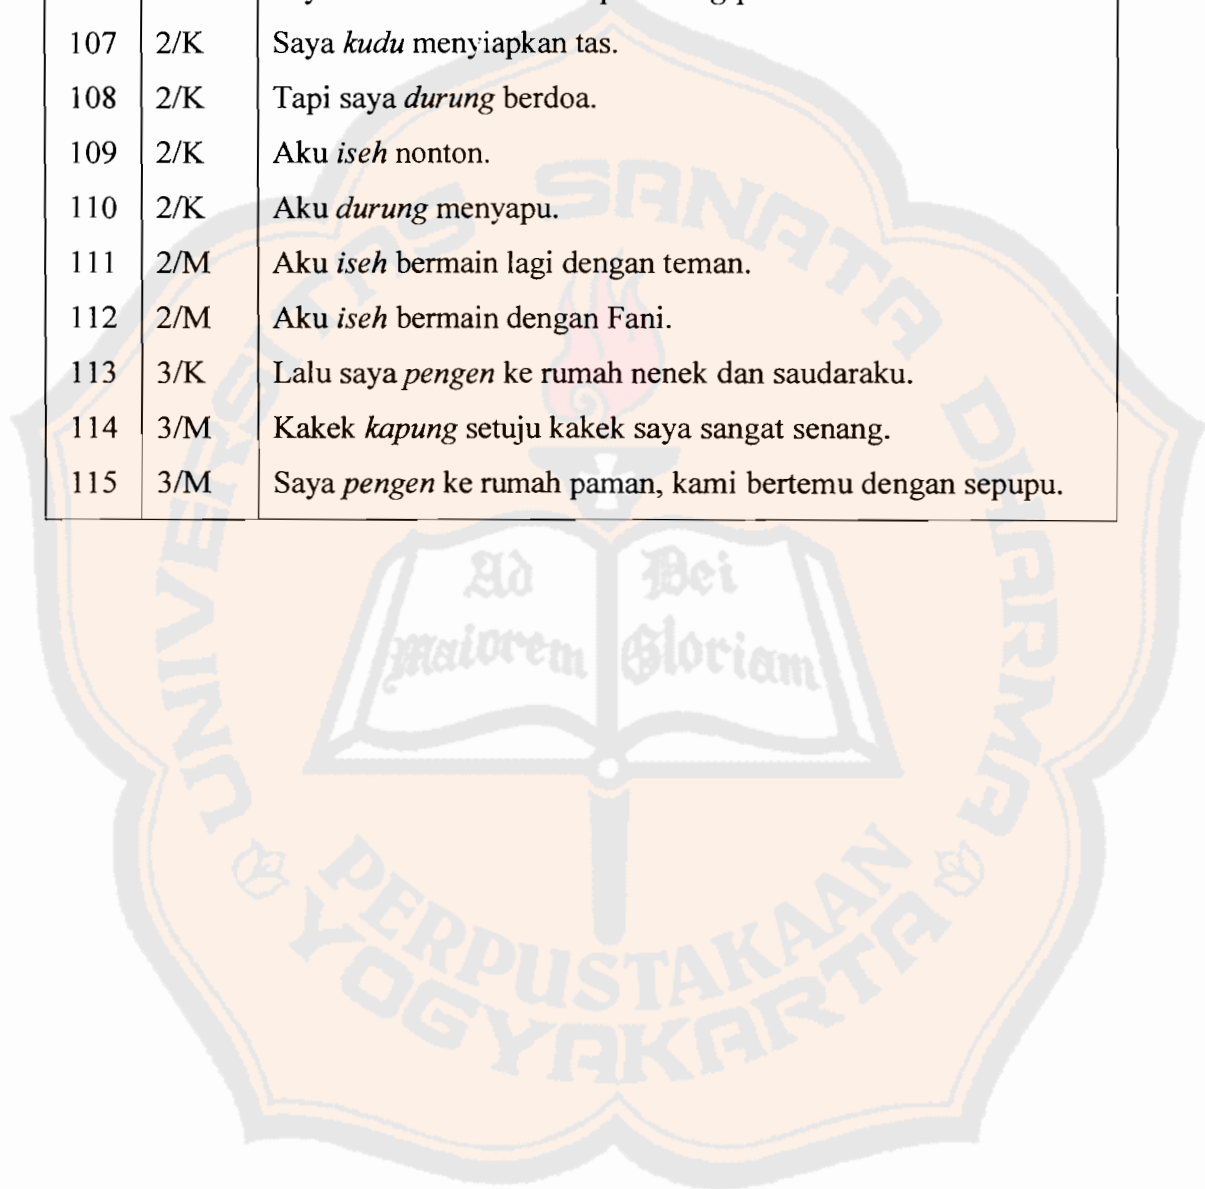 107 2/K Saya kudu menyiapkan tas.
108 2/K Tapi saya durung berdoa.
109 2/K Aku iseh nonton.
110 2/K Aku durung menyapu.
111 2/M Aku iseh bermain lagi dengan teman.
112 2/M Aku iseh bermain dengan Fani.
113 3/K Lalu saya pengen ke rumah nenek dan saudaraku.
114 3/M Kakek kapung setuju kakek saya sangat senang.
115 3/M Saya pengen ke rumah paman, kami bertemu dengan sepupu.
UNIVERSITAS SANATA DHARMA
Ad Dei
Maiorem Gloriam
PERPUSTAKAAN
YOGYAKARTA